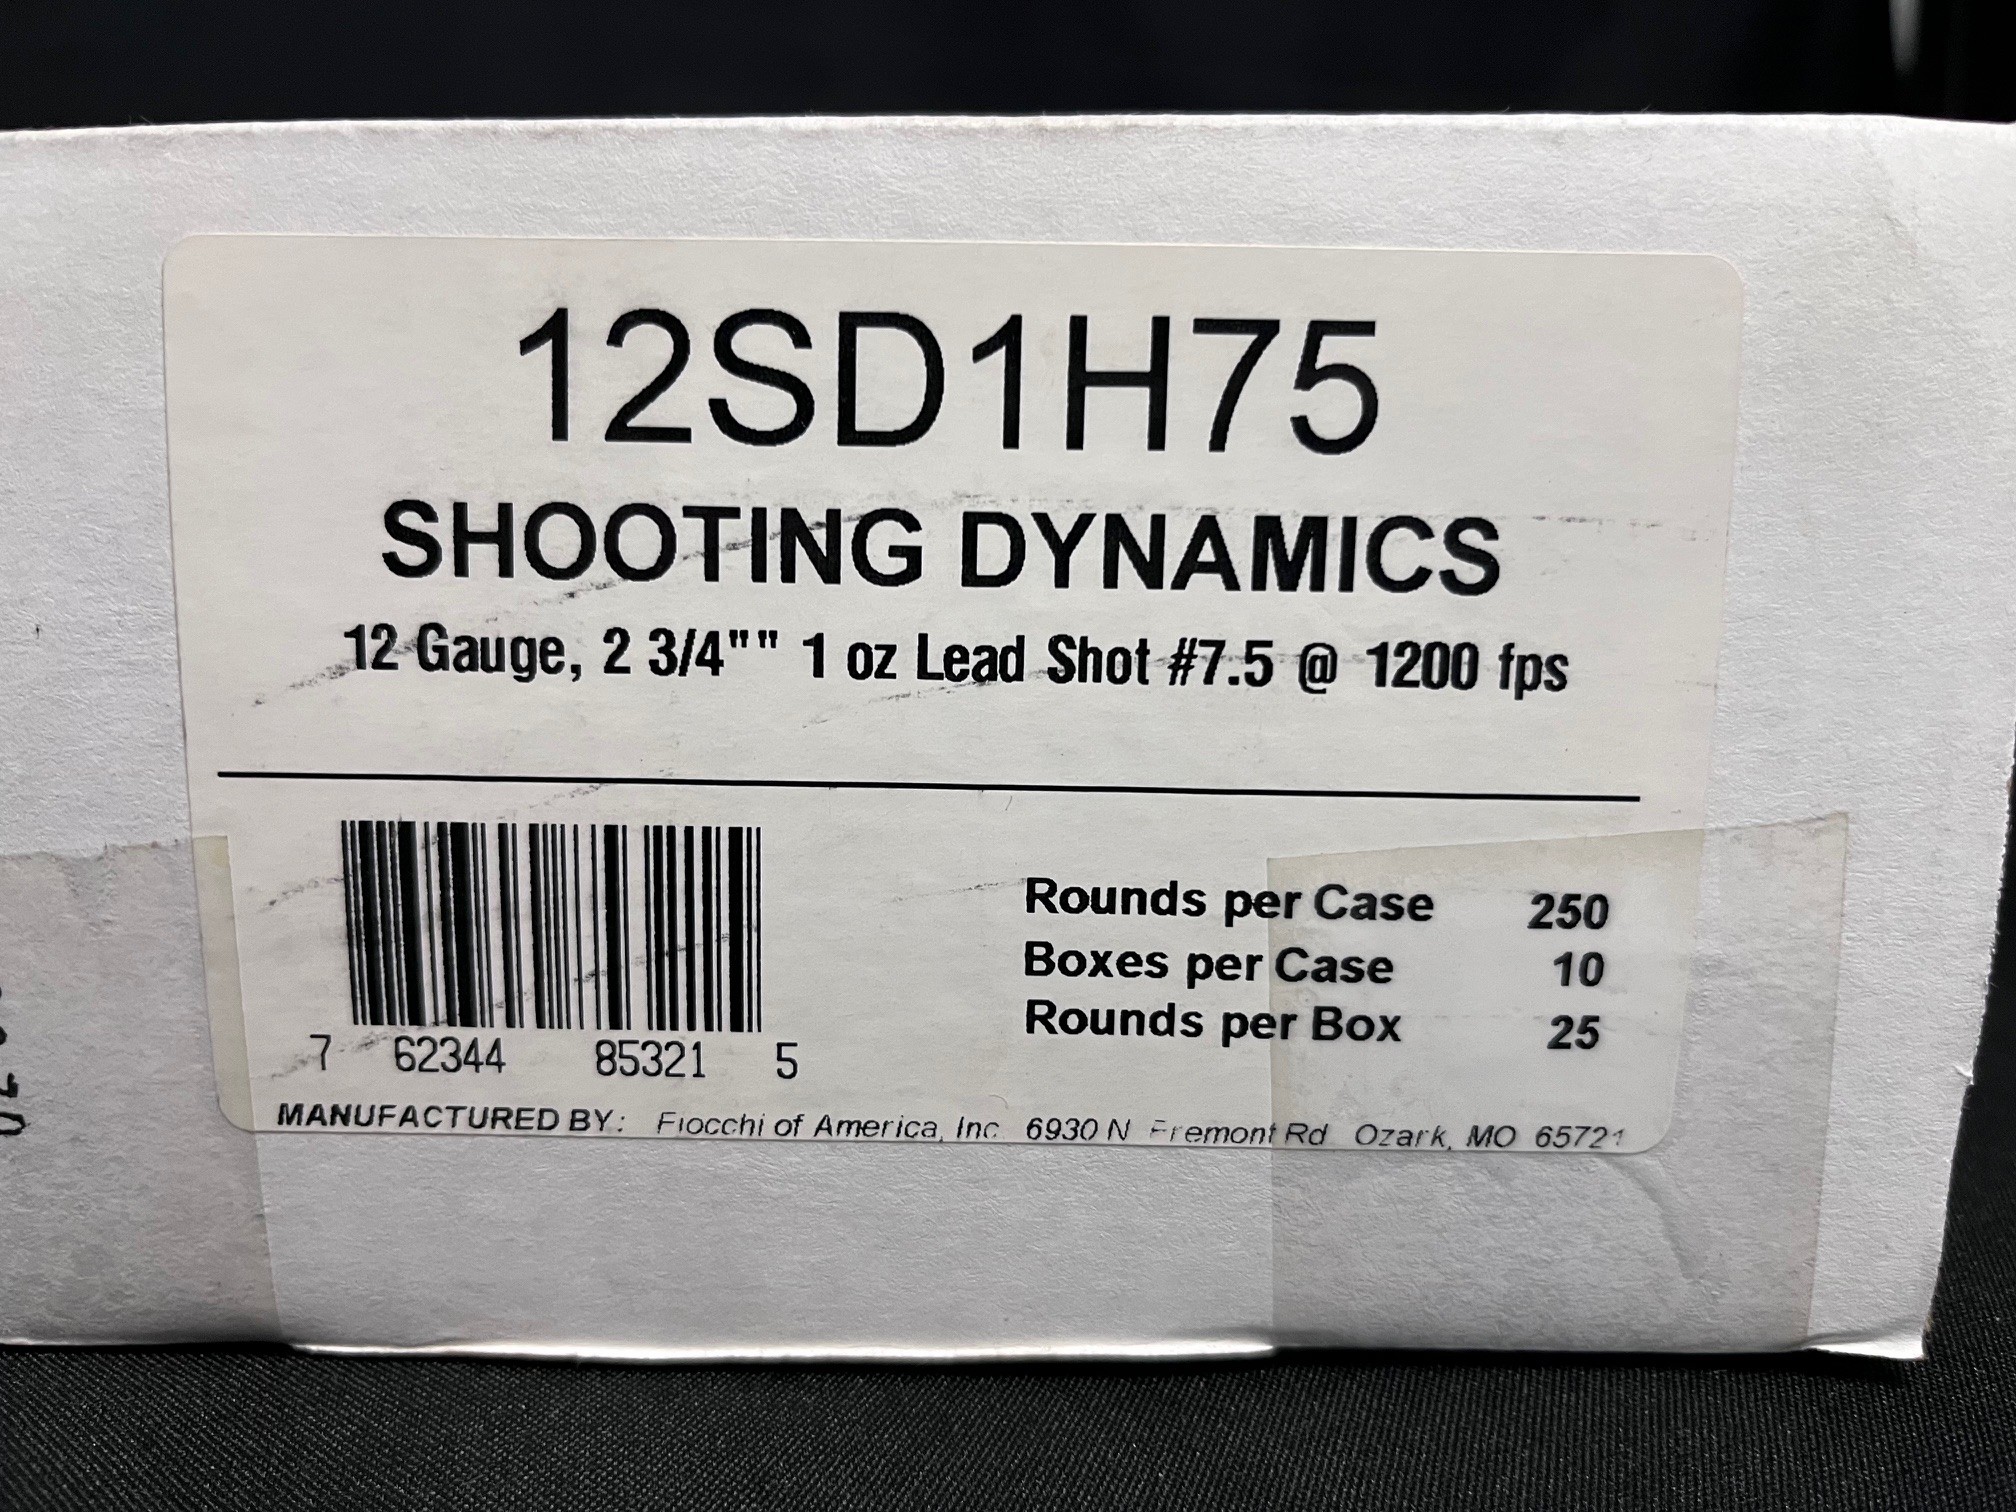 12SD1H75
SHOOTING DYNAMICS
12 Gauge, 2 3/4"" 1 oz Lead Shot #7.5 @ 1200 fps
Rounds per Case 250
Boxes per Case 10
Rounds per Box 25
7 62344 85321 5
MANUFACTURED BY: Fiocchi of America, Inc 6930 N Fremont Rd Ozark, MO 65721